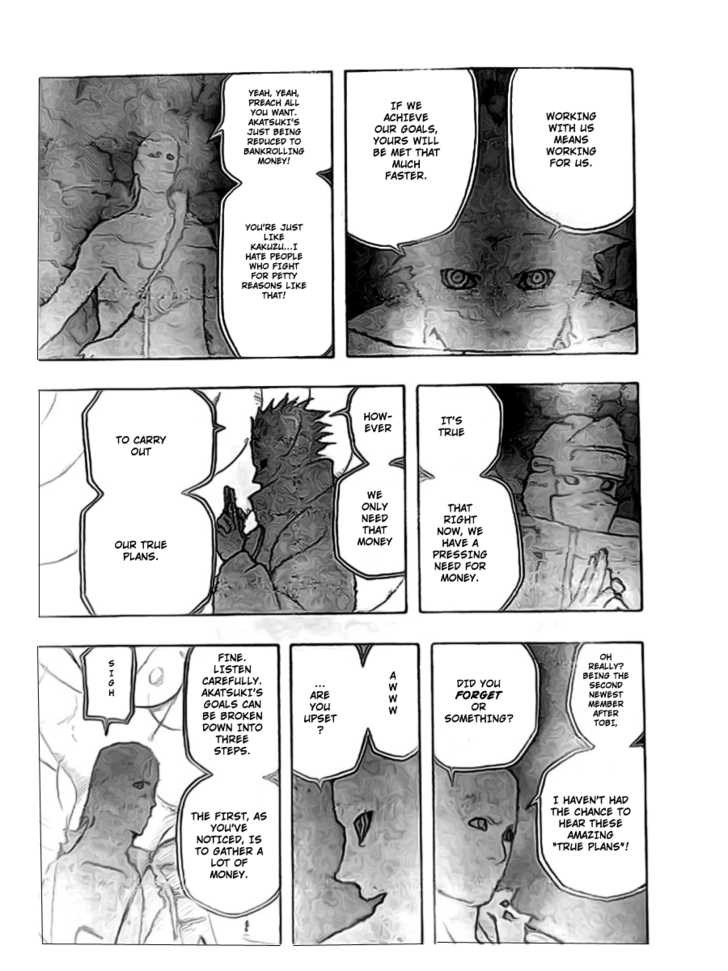 WORKING
WITH US
MEANS
WORKING
FOR US.
IF WE
ACHIEVE
OUR GOALS,
YOURS WILL
BE MET THAT
MUCH
FASTER.
YEAH, YEAH,
PREACH ALL
YOU WANT.
AKATSUKI'S
JUST BEING
REDUCED TO
BANKROLLING
MONEY!
YOU'RE JUST
LIKE
KAKUZU...I
HATE PEOPLE
WHO FIGHT
FOR PETTY
REASONS LIKE
THAT!
IT'S
TRUE
THAT
RIGHT
NOW, WE
HAVE A
PRESSING
NEED FOR
MONEY.
HOW-
EVER
WE
ONLY
NEED
THAT
MONEY
TO CARRY
OUT
OUR TRUE
PLANS.
OH
REALLY?
BEING THE
SECOND
NEWEST
MEMBER
AFTER
TOBI,
I HAVEN'T HAD
THE CHANCE TO
HEAR THESE
AMAZING
"TRUE PLANS"!
DID YOU
FORGET
OR
SOMETHING?
A
W
W
W
...
ARE
YOU
UPSET
?
FINE.
LISTEN
CAREFULLY.
AKATSUKI'S
GOALS CAN
BE BROKEN
DOWN INTO
THREE
STEPS.
THE FIRST, AS
YOU'VE
NOTICED, IS
TO GATHER A
LOT OF
MONEY.
S
I
G
H